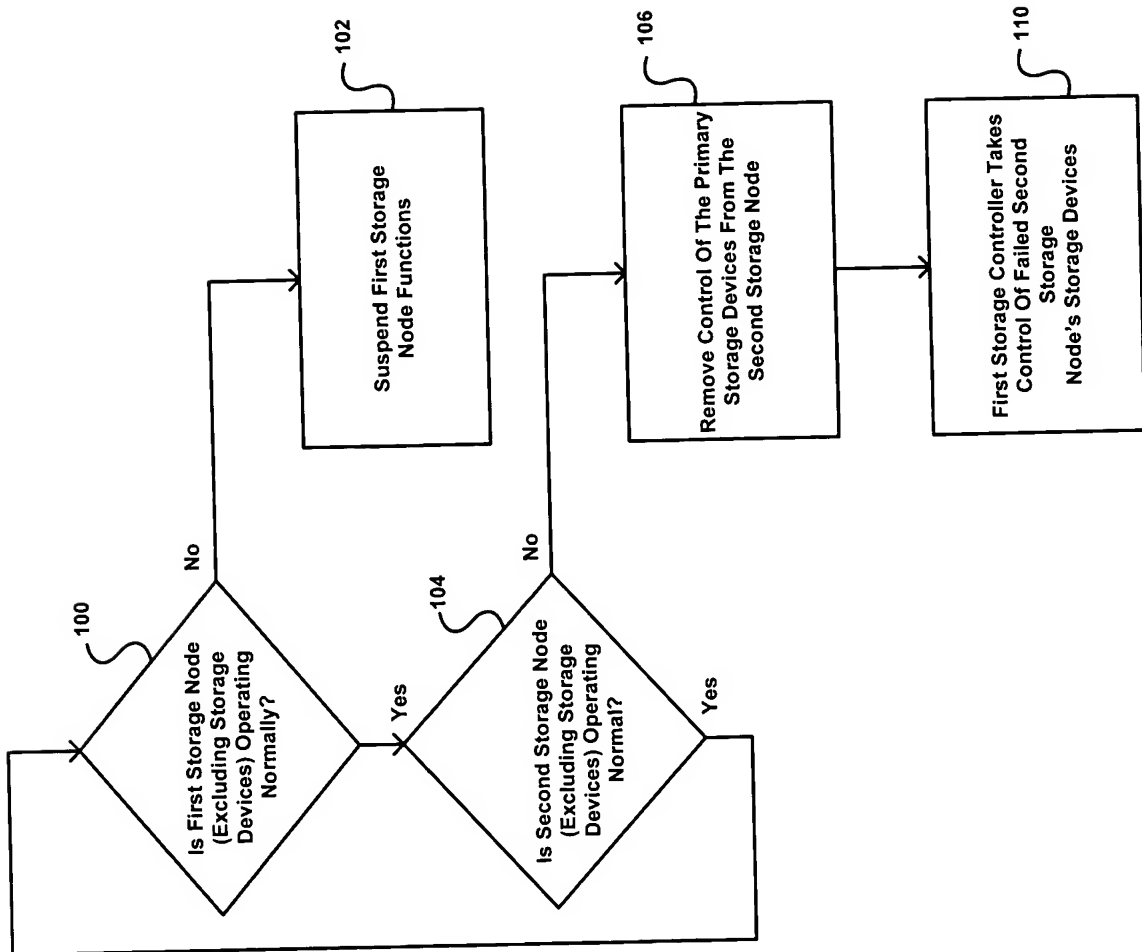 100
Is First Storage Node
(Excluding Storage
Devices) Operating
Normally?
No
Yes
102
Suspend First Storage
Node Functions
104
Is Second Storage Node
(Excluding Storage
Devices) Operating
Normal?
No
Yes
106
Remove Control Of The Primary
Storage Devices From The
Second Storage Node
110
First Storage Controller Takes
Control Of Failed Second
Storage
Node's Storage Devices